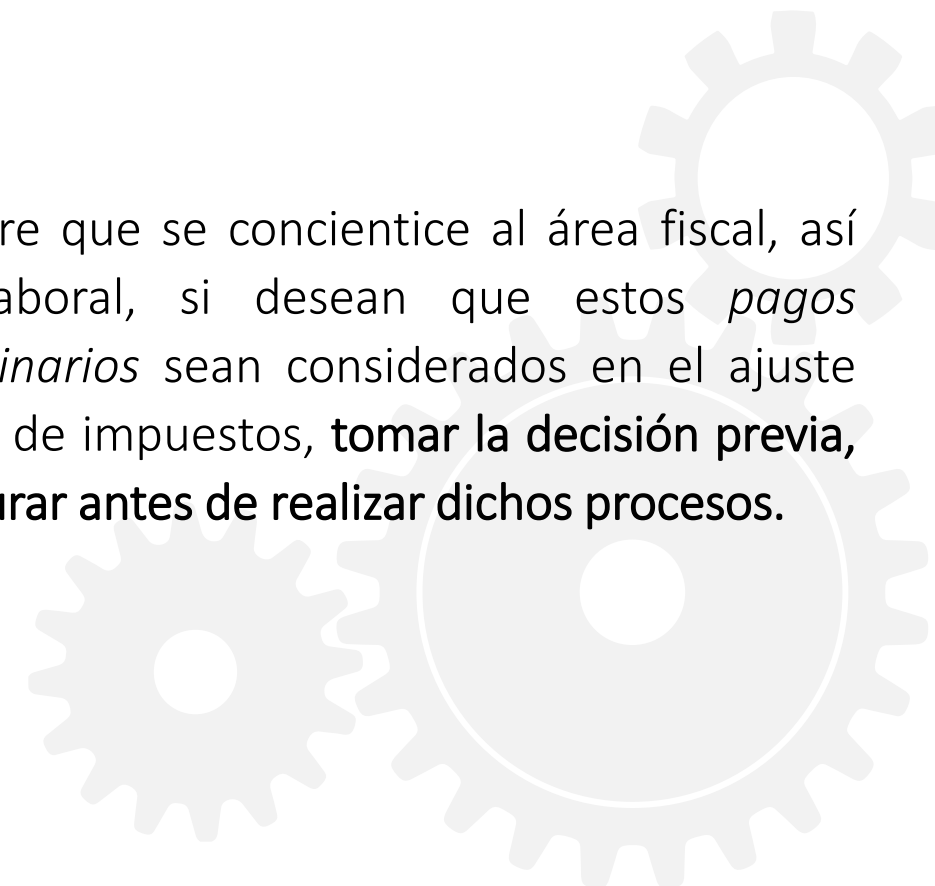 re que se concientice al área fiscal, así
aboral, si desean que estos pagos
inarios sean considerados en el ajuste
de impuestos, tomar la decisión previa,
urar antes de realizar dichos procesos.